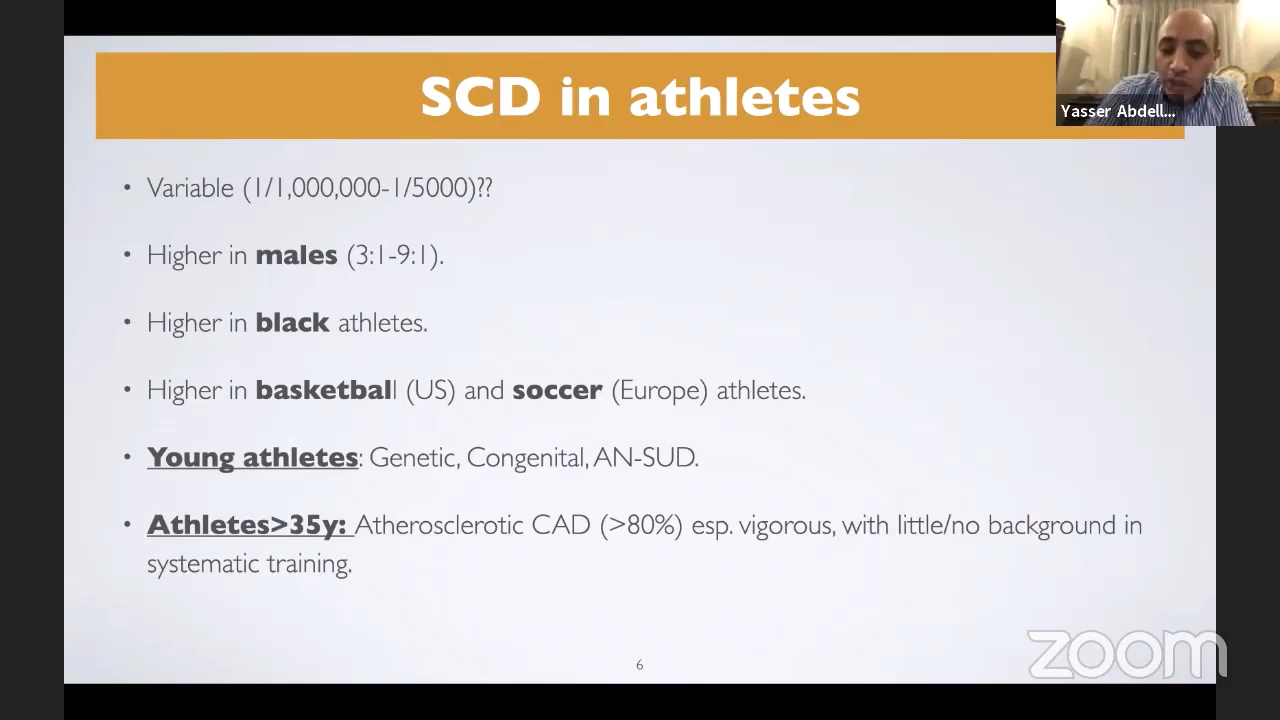 SCD in athletes
Yasser Abdell...
• Variable (1/1,000,000-1/5000)??
• Higher in males (3:1-9:1).
• Higher in black athletes.
• Higher in basketball (US) and soccer (Europe) athletes.
• Young athletes: Genetic, Congenital, AN-SUD.
• Athletes>35y: Atherosclerotic CAD (>80%) esp. vigorous, with little/no background in
systematic training.
6
zoom